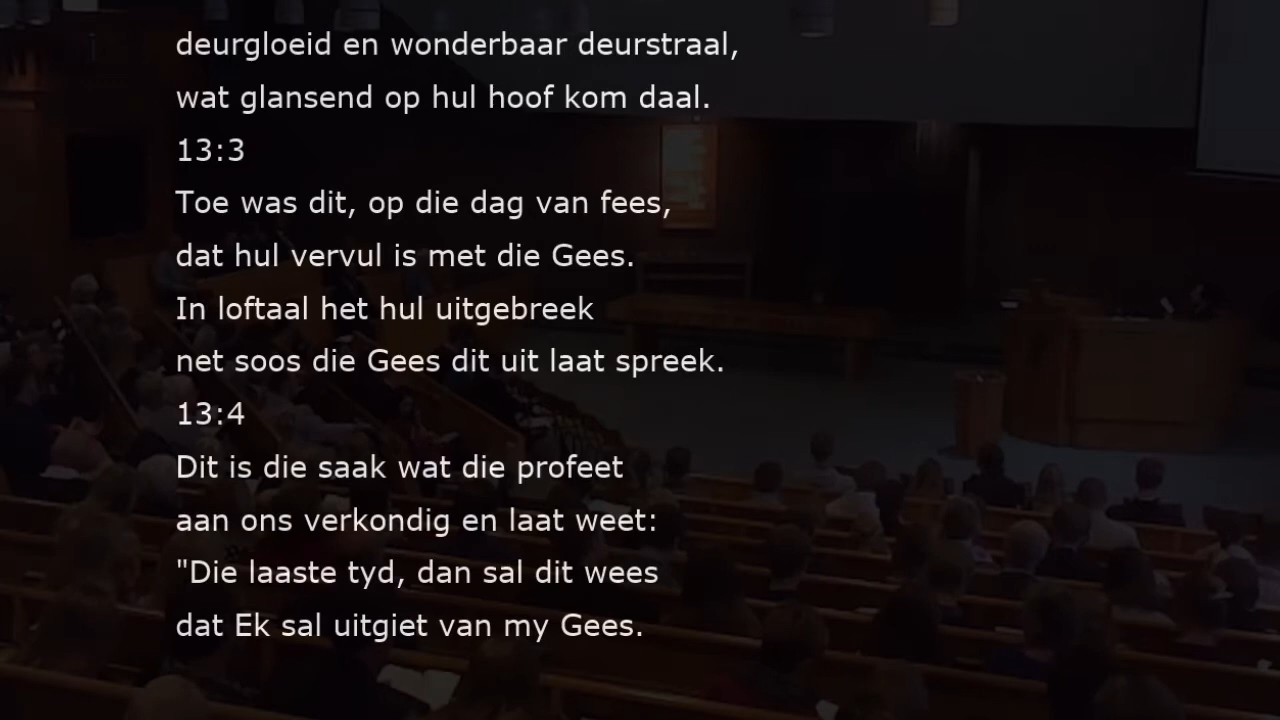 deurgloeid en wonderbaar deurstraal,
wat glansend op hul hoof kom daal.
13:3
Toe was dit, op die dag van fees,
dat hul vervul is met die Gees.
In loftaal het hul uitgebreek
net soos die Gees dit uit laat spreek.
13:4
Dit is die saak wat die profeet
aan ons verkondig en laat weet:
"Die laaste tyd, dan sal dit wees
dat Ek sal uitgiet van my Gees.